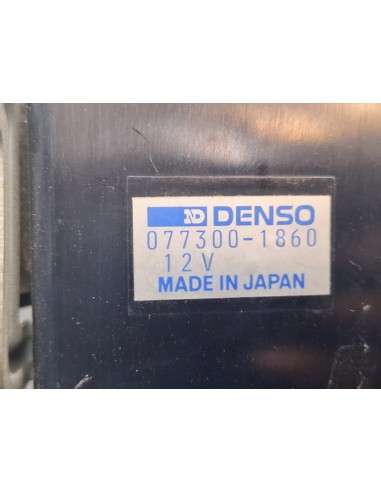 ND DENSO
077300-1860
12V
MADE IN JAPAN